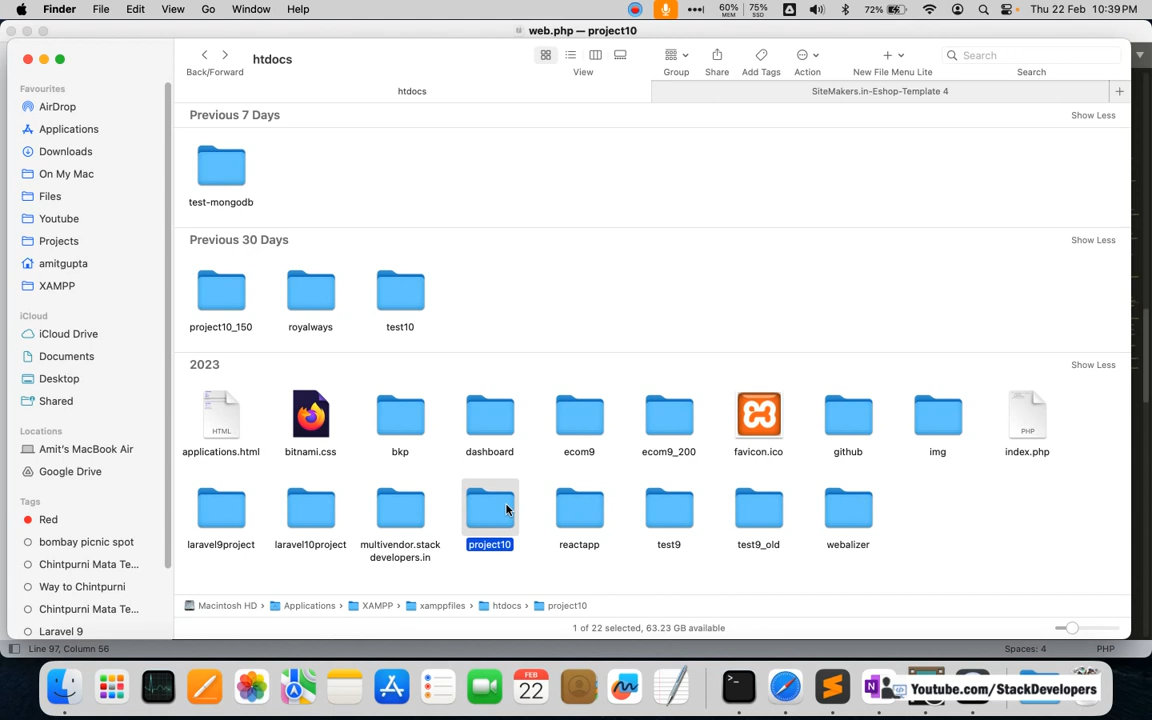 Finder File Edit View Go Window Help
60% MEM 75% SSD 72% Thu 22 Feb 10:39 PM
web.php — project10
htdocs
Back/Forward View Group Share Add Tags Action New File Menu Lite Search
Search
htdocs SiteMakers.in-Eshop-Template 4
Favourites
AirDrop
Applications
Downloads
On My Mac
Files
Youtube
Projects
amitgupta
XAMPP
iCloud
iCloud Drive
Documents
Desktop
Shared
Locations
Amit's MacBook Air
Google Drive
Tags
Red
bombay picnic spot
Chintpurni Mata Te...
Way to Chintpurni
Chintpurni Mata Te...
Laravel 9
Previous 7 Days Show Less
test-mongodb
Previous 30 Days Show Less
project10_150 royalways test10
2023 Show Less
HTML PHP
applications.html bitnami.css bkp dashboard ecom9 ecom9_200 favicon.ico github img index.php
laravel9project laravel10project multivendor.stack project10 reactapp test9 test9_old webalizer
developers.in
Macintosh HD › Applications › XAMPP › xamppfiles › htdocs › project10
1 of 22 selected, 63.23 GB available
Line 97, Column 56 Spaces: 4 PHP
FEB
22
Youtube.com/StackDevelopers